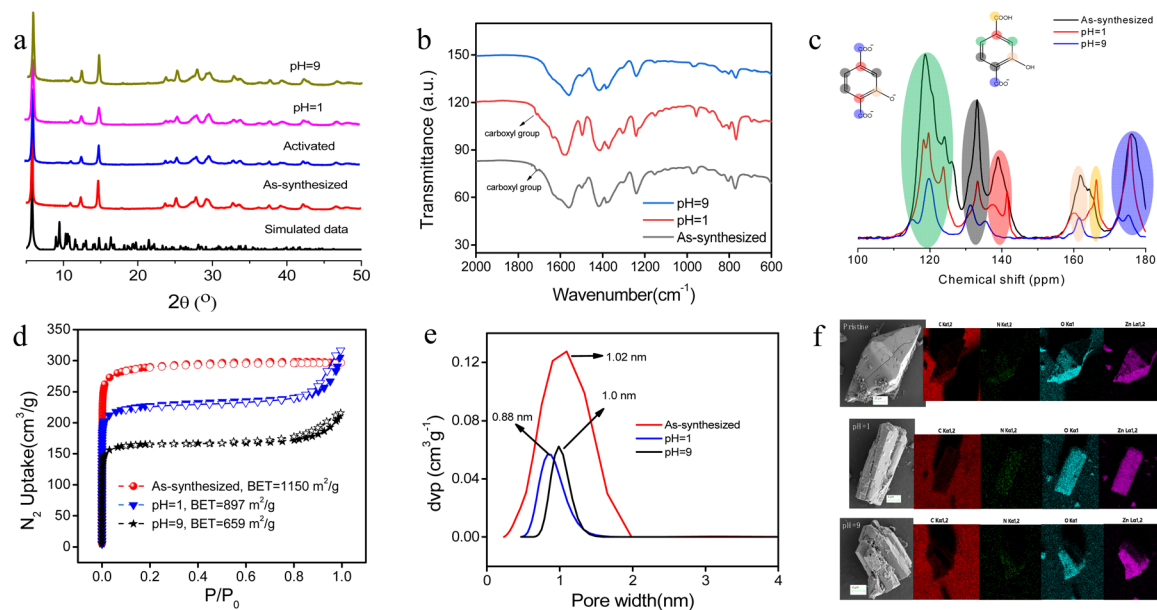 a
pH=9
pH=1
Activated
As-synthesized
Simulated data
10 20 30 40 50
2θ (°)
b
150
120
90
60
30
Transmittance (a.u.)
carboxyl group
carboxyl group
pH=9
pH=1
As-synthesized
2000 1800 1600 1400 1200 1000 800 600
Wavenumber(cm⁻¹)
c
COO⁻
O⁻
COO⁻
COOH
OH
COO⁻
As-synthesized
pH=1
pH=9
100 120 140 160 180
Chemical shift (ppm)
d
350
300
250
200
150
100
50
0
N₂ Uptake(cm³/g)
As-synthesized, BET=1150 m²/g
pH=1, BET=897 m²/g
pH=9, BET=659 m²/g
0.0 0.2 0.4 0.6 0.8 1.0
P/P₀
e
0.12
0.08
0.04
0.00
dvp (cm³g⁻¹)
1.02 nm
1.0 nm
0.88 nm
As-synthesized
pH=1
pH=9
0 1 2 3 4
Pore width(nm)
f
Pristine
C Kα1,2 N Kα1,2 O Kα1 Zn Lα1,2
pH=1
C Kα1,2 N Kα1,2 O Kα1 Zn Lα1,2
pH=9
C Kα1,2 N Kα1,2 O Kα1 Zn Lα1,2